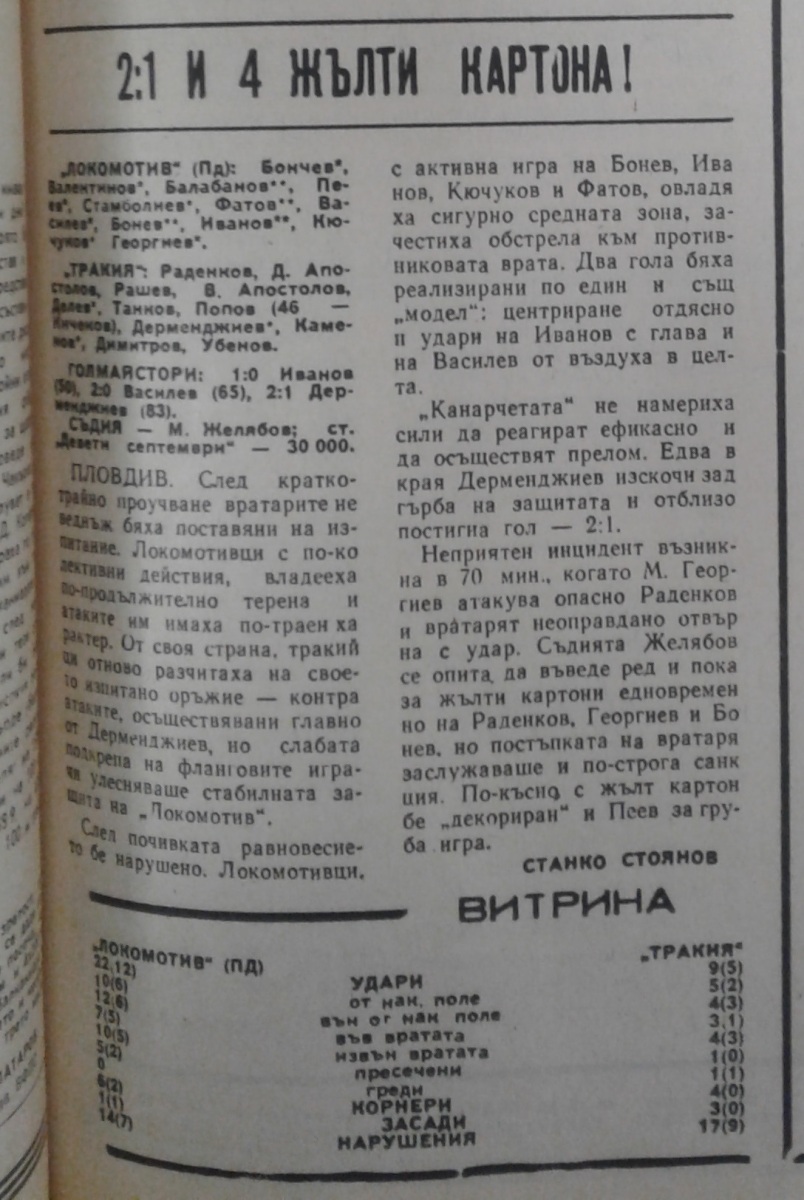 2:1 И 4 ЖЪЛТИ КАРТОНА!
„ЛОКОМОТИВ“ (Пд): Бончев*,
Валентинов*, Балабанов**, Пе-
ев*, Стамболиев*, Фатов**, Ва-
силев*, Бонев**, Иванов**, Кю-
чуков* Георгиев*.
„ТРАКИЯ“: Раденков, Д. Апо-
столов, Рашев, В. Апостолов,
Далев*, Танков, Попов (46 —
Ничеков), Дерменджиев*, Каме-
нов*, Димитров, Убенов.
ГОЛМАЯСТОРИ: 1:0 Иванов
(50), 2:0 Василев (65), 2:1 Дер-
менджиев (83).
СЪДИЯ — М. Желябов; ст.
„Девети септември“ — 30 000.
ПЛОВДИВ. След кратко-
трайно проучване вратарите не
веднъж бяха поставяни на из-
питание. Локомотивци с по-ко
лективни действия, владееха
по-продължително терена и
атаките им имаха по-траен ха
рактер. От своя страна, тракий
ци отново разчитаха на свое-
то изпитано оръжие — контра
атаките, осъществявани главно
от Дерменджиев, но слабата
подкрепа на фланговите игра-
чи улесняваше стабилната за-
щита на „Локомотив“.
След почивката равновесие-
то бе нарушено. Локомотивци,
с активна игра на Бонев, Ива
нов, Кючуков и Фатов, овладя
ха сигурно средната зона, за-
честиха обстрела към против-
никовата врата. Два гола бяха
реализирани по един и същ
„модел“: центриране отдясно
и удари на Иванов с глава и
на Василев от въздуха в цел-
та.
„Канарчетата“ не намериха
сили да реагират ефикасно и
да осъществят прелом. Едва в
края Дерменджиев изскочи зад
гърба на защитата и отблизо
постигна гол — 2:1.
Неприятен инцидент възник-
на в 70 мин., когато М. Геор-
гиев атакува опасно Раденков
и вратарят неоправдано отвър
на с удар. Съдията Желябов
се опита да въведе ред и пока
за жълти картони едновремен
но на Раденков, Георгиев и Бо
нев, но постъпката на вратаря
заслужаваше и по-строга санк
ция. По-късно с жълт картон
бе „декориран“ и Пеев за гру-
ба игра.
СТАНКО СТОЯНОВ
ВИТРИНА
„ЛОКОМОТИВ“ (ПД) „ТРАКИЯ“
22,12) УДАРИ 9(5)
10(6) от нак. поле 5(2)
12(6) вън от нак поле 4(3)
7(5) във вратата 3,1)
10(5) извън вратата 4(3)
5(2) пресечени 1(0)
0 греди 1(1)
6(2) КОРНЕРИ 4(0)
1(1) ЗАСАДИ 3(0)
14(7) НАРУШЕНИЯ 17(9)